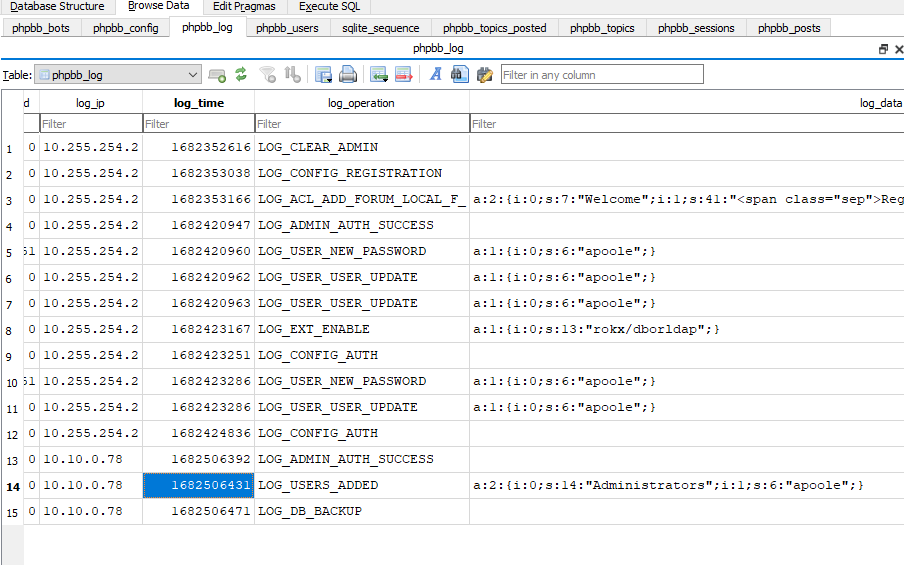 Database Structure Browse Data Edit Pragmas Execute SQL
phpbb_bots phpbb_config phpbb_log phpbb_users sqlite_sequence phpbb_topics_posted phpbb_topics phpbb_sessions phpbb_posts
phpbb_log
Table: phpbb_log Filter in any column
d log_ip log_time log_operation log_data
Filter Filter Filter Filter
1 0 10.255.254.2 1682352616 LOG_CLEAR_ADMIN
2 0 10.255.254.2 1682353038 LOG_CONFIG_REGISTRATION
3 0 10.255.254.2 1682353166 LOG_ACL_ADD_FORUM_LOCAL_F_ a:2:{i:0;s:7:"Welcome";i:1;s:41:"<span class="sep">Reg
4 0 10.255.254.2 1682420947 LOG_ADMIN_AUTH_SUCCESS
5 51 10.255.254.2 1682420960 LOG_USER_NEW_PASSWORD a:1:{i:0;s:6:"apoole";}
6 0 10.255.254.2 1682420962 LOG_USER_USER_UPDATE a:1:{i:0;s:6:"apoole";}
7 0 10.255.254.2 1682420963 LOG_USER_USER_UPDATE a:1:{i:0;s:6:"apoole";}
8 0 10.255.254.2 1682423167 LOG_EXT_ENABLE a:1:{i:0;s:13:"rokx/dborldap";}
9 0 10.255.254.2 1682423251 LOG_CONFIG_AUTH
10 51 10.255.254.2 1682423286 LOG_USER_NEW_PASSWORD a:1:{i:0;s:6:"apoole";}
11 0 10.255.254.2 1682423286 LOG_USER_USER_UPDATE a:1:{i:0;s:6:"apoole";}
12 0 10.255.254.2 1682424836 LOG_CONFIG_AUTH
13 0 10.10.0.78 1682506392 LOG_ADMIN_AUTH_SUCCESS
14 0 10.10.0.78 1682506431 LOG_USERS_ADDED a:2:{i:0;s:14:"Administrators";i:1;s:6:"apoole";}
15 0 10.10.0.78 1682506471 LOG_DB_BACKUP